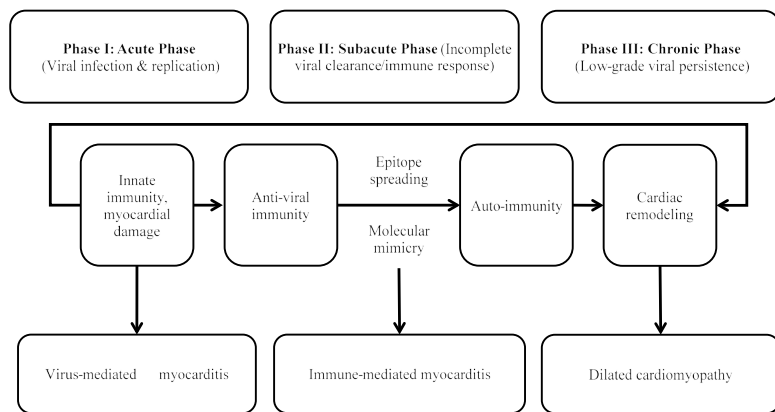 Phase I: Acute Phase
(Viral infection & replication)
Phase II: Subacute Phase (Incomplete
viral clearance/immune response)
Phase III: Chronic Phase
(Low-grade viral persistence)
Innate
immunity,
myocardial
damage
Anti-viral
immunity
Epitope
spreading
Molecular
mimicry
Auto-immunity
Cardiac
remodeling
Virus-mediated myocarditis
Immune-mediated myocarditis
Dilated cardiomyopathy